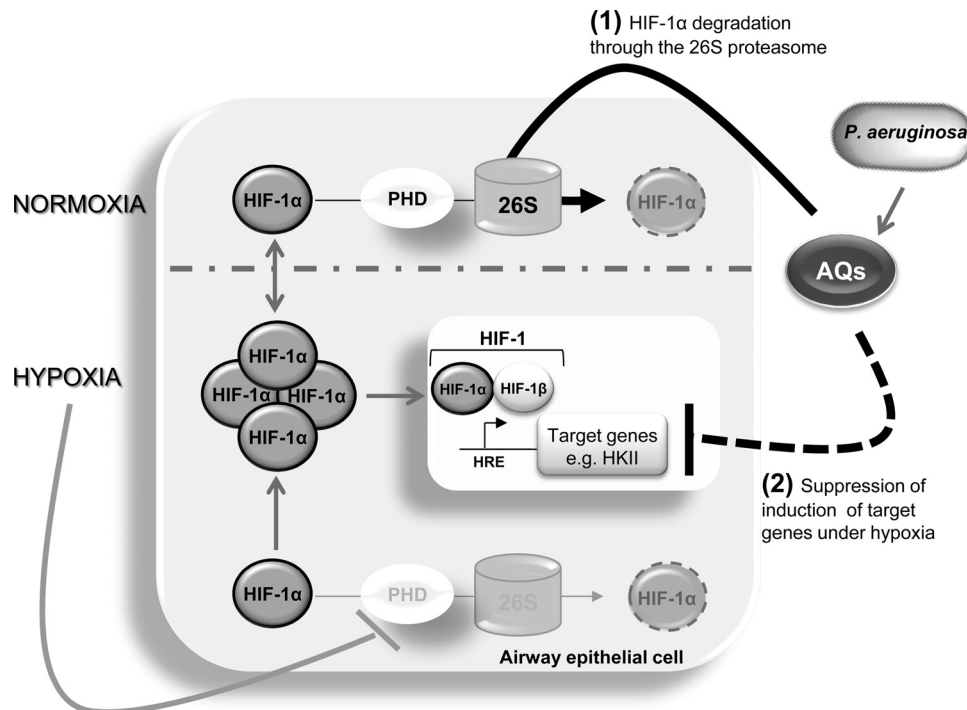 (1) HIF-1α degradation
through the 26S proteasome
P. aeruginosa
NORMOXIA
HIF-1α
PHD
26S
HIF-1α
AQs
HYPOXIA
HIF-1α
HIF-1α
HIF-1α
HIF-1α
HIF-1
HIF-1α
HIF-1β
HRE
Target genes
e.g. HKII
(2) Suppression of
induction of target
genes under hypoxia
HIF-1α
PHD
26S
HIF-1α
Airway epithelial cell